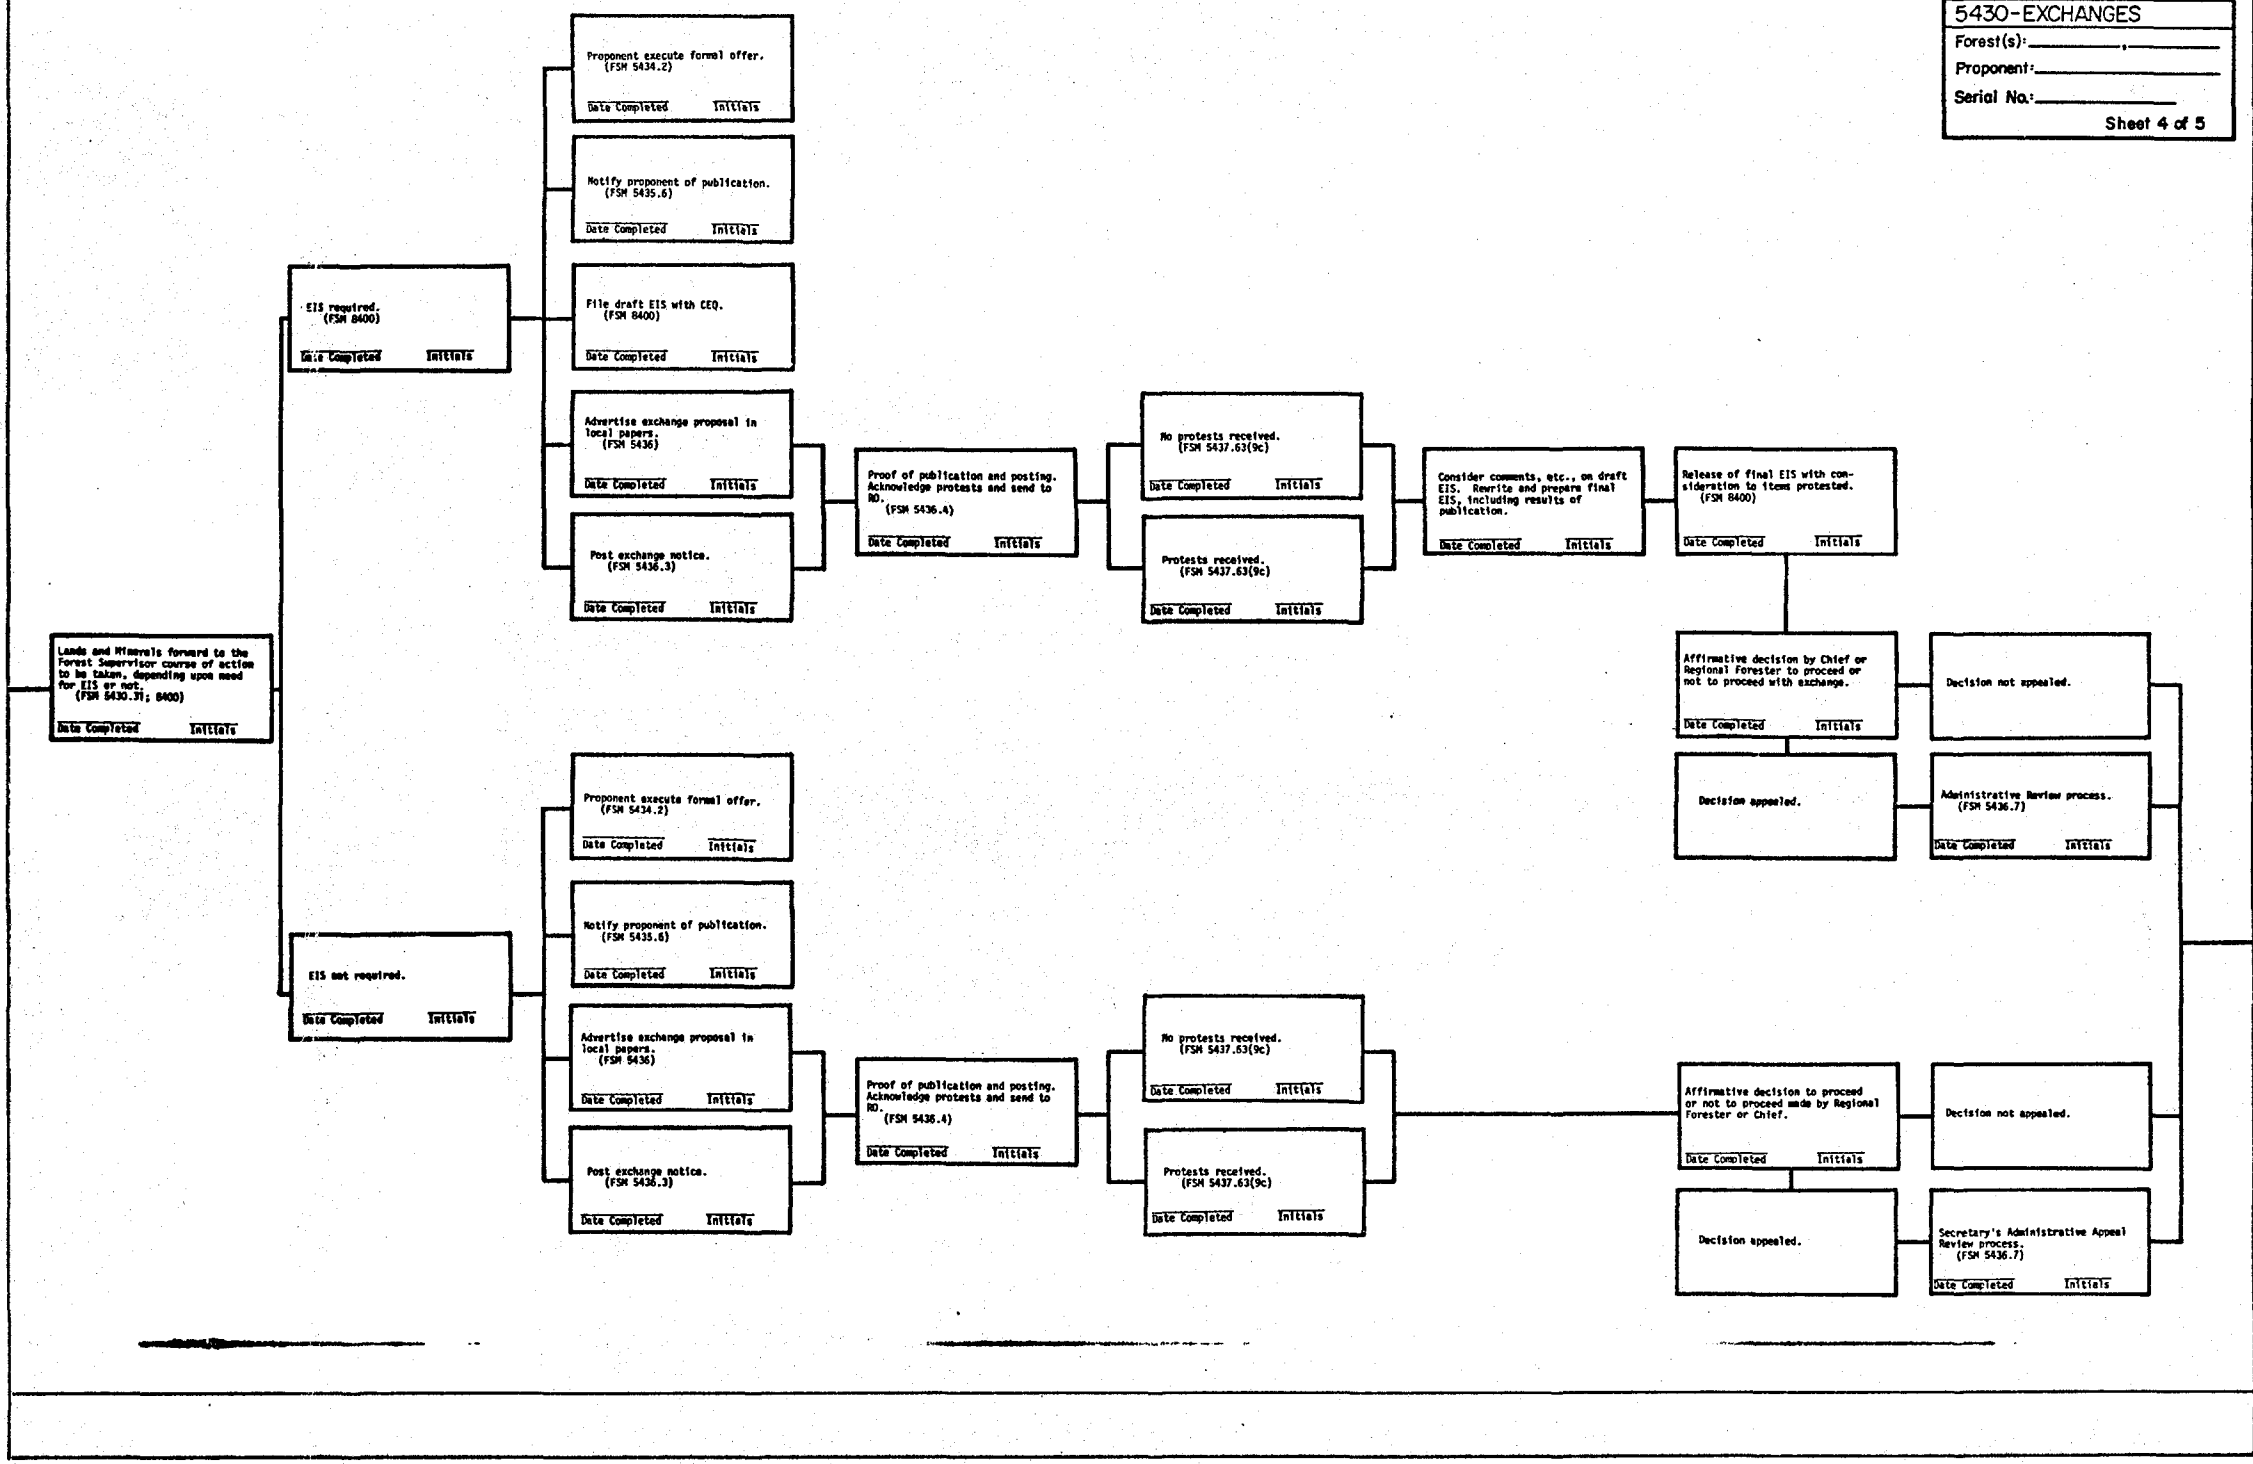 5430-EXCHANGES
Forest(s):
Proponent:
Serial No.:
Sheet 4 of 5
Lands and Minerals forward to the
Forest Supervisor course of action
to be taken, depending upon need
for EIS or not.
(FSM 5430.31; 8400)
Date Completed Initials
EIS required.
(FSM 8400)
Date Completed Initials
Proponent execute formal offer.
(FSM 5434.2)
Date Completed Initials
Notify proponent of publication.
(FSM 5435.6)
Date Completed Initials
File draft EIS with CEQ.
(FSM 8400)
Date Completed Initials
Advertise exchange proposal in
local papers.
(FSM 5436)
Date Completed Initials
Post exchange notice.
(FSM 5436.3)
Date Completed Initials
Proof of publication and posting.
Acknowledge protests and send to
RO.
(FSM 5436.4)
Date Completed Initials
No protests received.
(FSM 5437.63(9c)
Date Completed Initials
Protests received.
(FSM 5437.63(9c)
Date Completed Initials
Consider comments, etc., on draft
EIS. Rewrite and prepare final
EIS, including results of
publication.
Date Completed Initials
Release of final EIS with con-
sideration to items protested.
(FSM 8400)
Date Completed Initials
Affirmative decision by Chief or
Regional Forester to proceed or
not to proceed with exchange.
Date Completed Initials
Decision not appealed.
Decision appealed.
Administrative Review process.
(FSM 5436.7)
Date Completed Initials
EIS not required.
Date Completed Initials
Proponent execute formal offer.
(FSM 5434.2)
Date Completed Initials
Notify proponent of publication.
(FSM 5435.6)
Date Completed Initials
Advertise exchange proposal in
local papers.
(FSM 5436)
Date Completed Initials
Post exchange notice.
(FSM 5436.3)
Date Completed Initials
Proof of publication and posting.
Acknowledge protests and send to
RO.
(FSM 5436.4)
Date Completed Initials
No protests received.
(FSM 5437.63(9c)
Date Completed Initials
Protests received.
(FSM 5437.63(9c)
Date Completed Initials
Affirmative decision to proceed
or not to proceed made by Regional
Forester or Chief.
Date Completed Initials
Decision not appealed.
Decision appealed.
Secretary's Administrative Appeal
Review process.
(FSM 5436.7)
Date Completed Initials